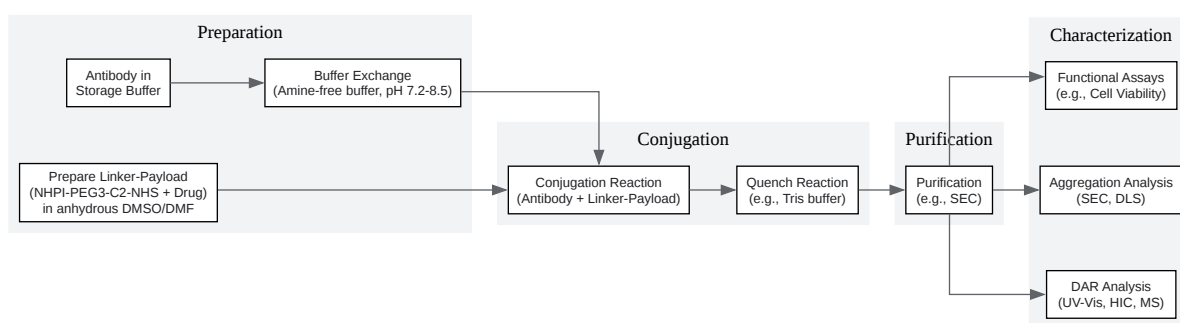 Preparation
Antibody in
Storage Buffer
Buffer Exchange
(Amine-free buffer, pH 7.2-8.5)
Prepare Linker-Payload
(NHPI-PEG3-C2-NHS + Drug)
in anhydrous DMSO/DMF
Conjugation
Conjugation Reaction
(Antibody + Linker-Payload)
Quench Reaction
(e.g., Tris buffer)
Purification
Purification
(e.g., SEC)
Characterization
Functional Assays
(e.g., Cell Viability)
Aggregation Analysis
(SEC, DLS)
DAR Analysis
(UV-Vis, HIC, MS)